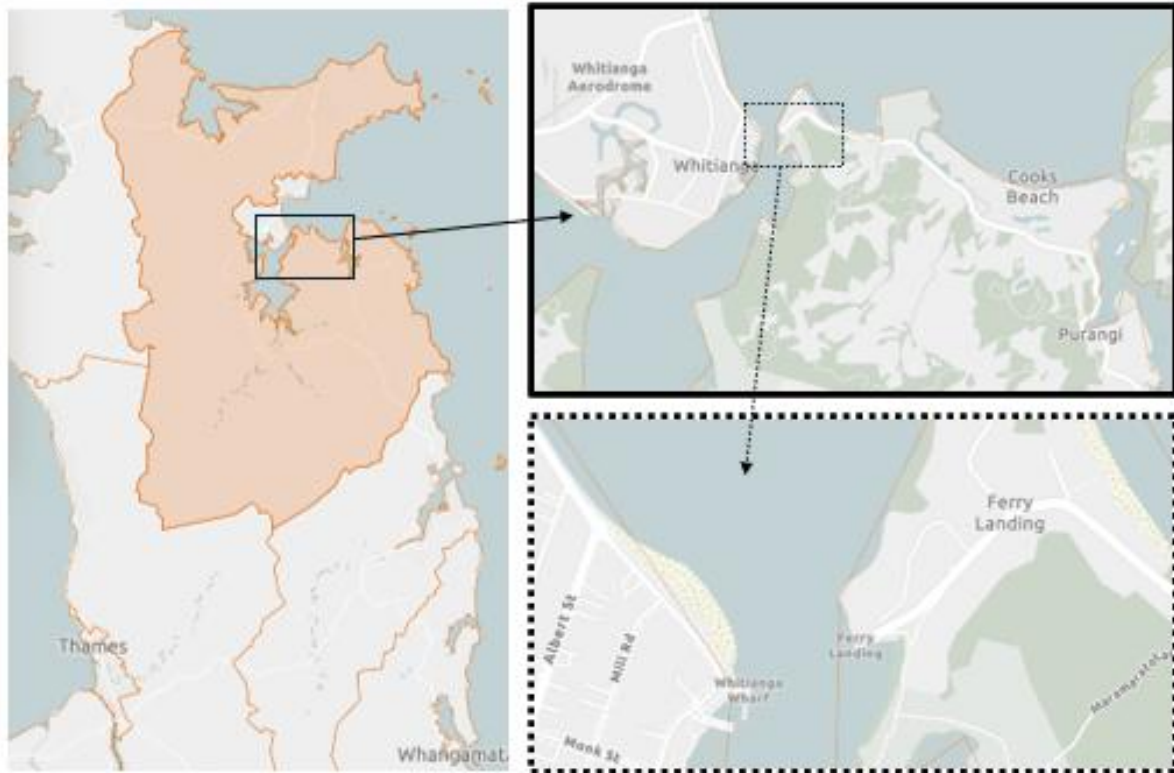 Thames
Whangamat
Whitianga
Aerodrome
Whitianga
Cooks
Beach
Purangi
Ferry
Landing
Albert St
Mill Rd
Ferry
Landing
Whitianga
Wharf
Monk St